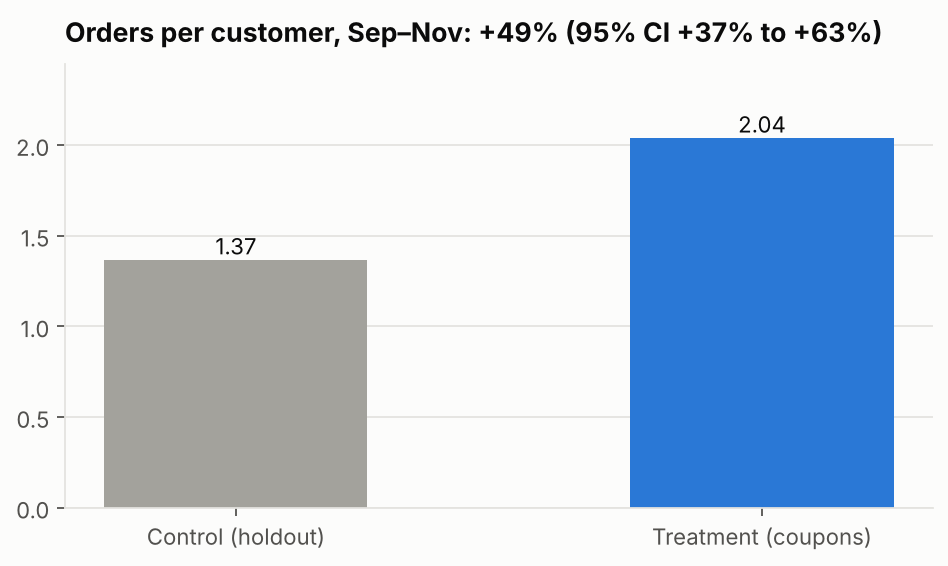 Orders per customer, Sep–Nov: +49% (95% CI +37% to +63%)
2.0
1.5
1.0
0.5
0.0
1.37
2.04
Control (holdout)
Treatment (coupons)